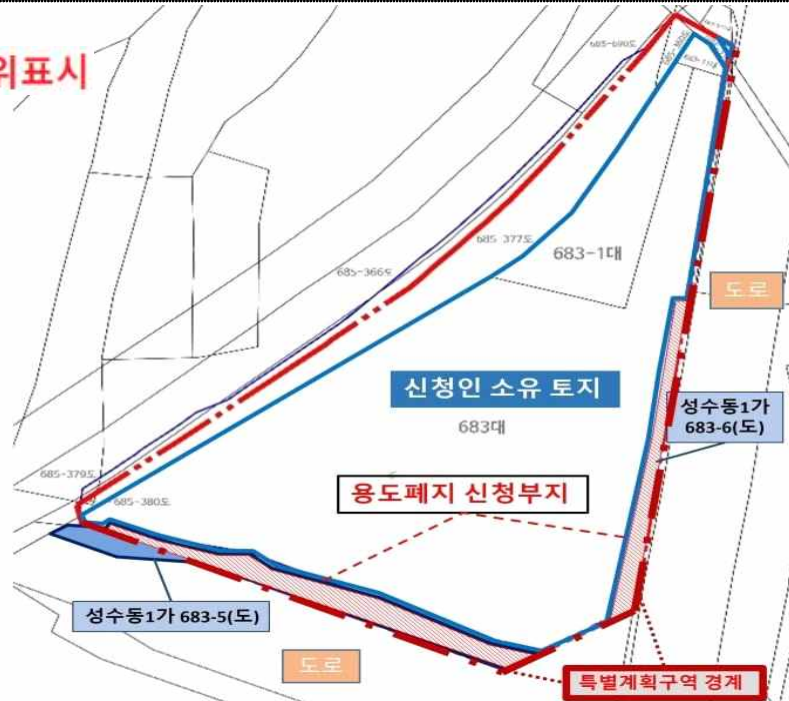 위표시
685-690도
683-11대
685-377도
683-1대
685-366도
도로
신청인 소유 토지
성수동1가
683-6(도)
683대
685-379도
용도폐지 신청부지
685-380도
성수동1가 683-5(도)
도로
특별계획구역 경계